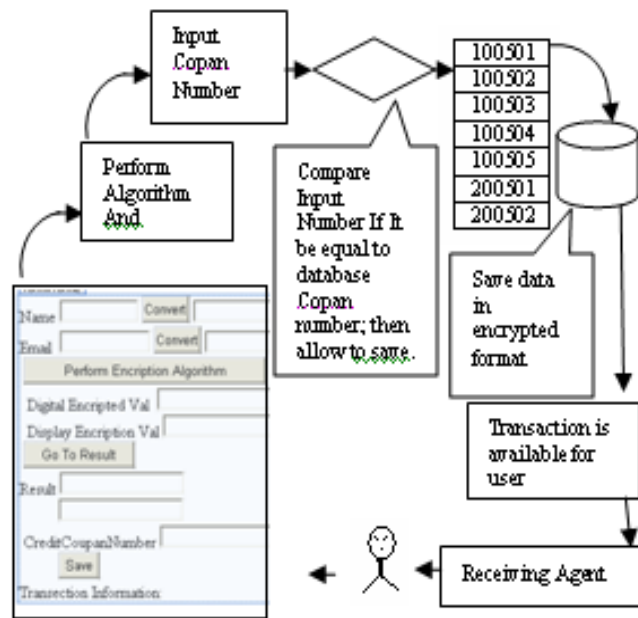 Input
Copan
Number
100501
100502
100503
100504
100505
200501
200502
Perform
Algorithm
And
Compare
Input
Number If It
be equal to
database
Copan
number; then
allow to save.
Save data
in
encrypted
format
Name Convert
Email Convert
Perform Encription Algorithm
Digital Encripted Val
Display Encription Val
Go To Result
Result
CreditCoupanNumber
Save
Transection Information:
Transaction is
available for
user
Receiving Agent